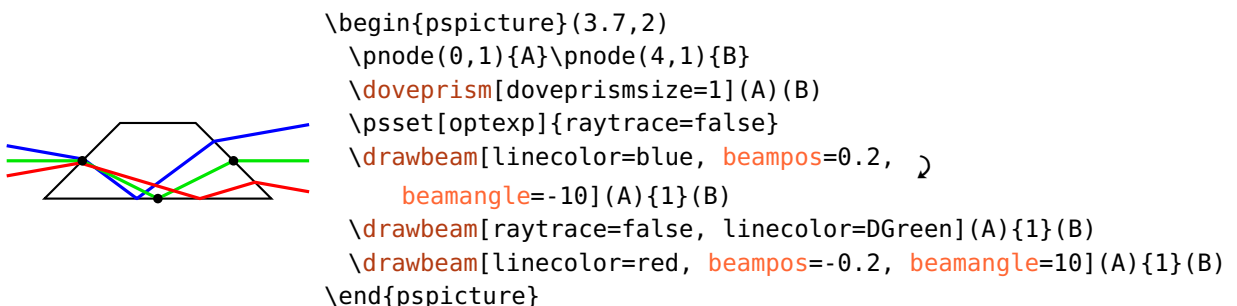 \begin{pspicture}(3.7,2)
\pnode(0,1){A}\pnode(4,1){B}
\doveprism[doveprismsize=1](A)(B)
\psset[optexp]{raytrace=false}
\drawbeam[linecolor=blue, beampos=0.2,
beamangle=-10](A){1}(B)
\drawbeam[raytrace=false, linecolor=DGreen](A){1}(B)
\drawbeam[linecolor=red, beampos=-0.2, beamangle=10](A){1}(B)
\end{pspicture}